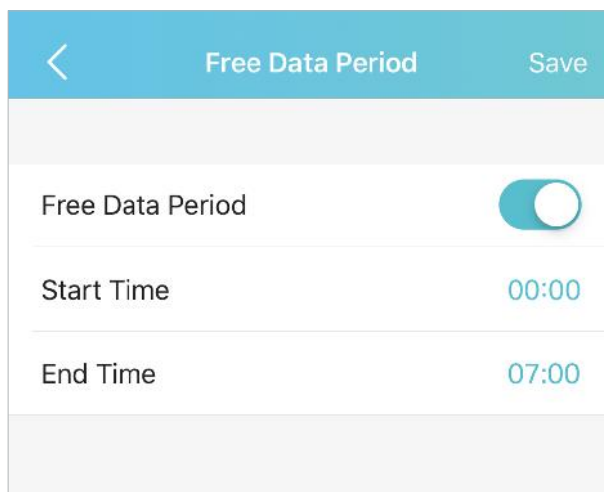 Free Data Period Save
Free Data Period
Start Time 00:00
End Time 07:00